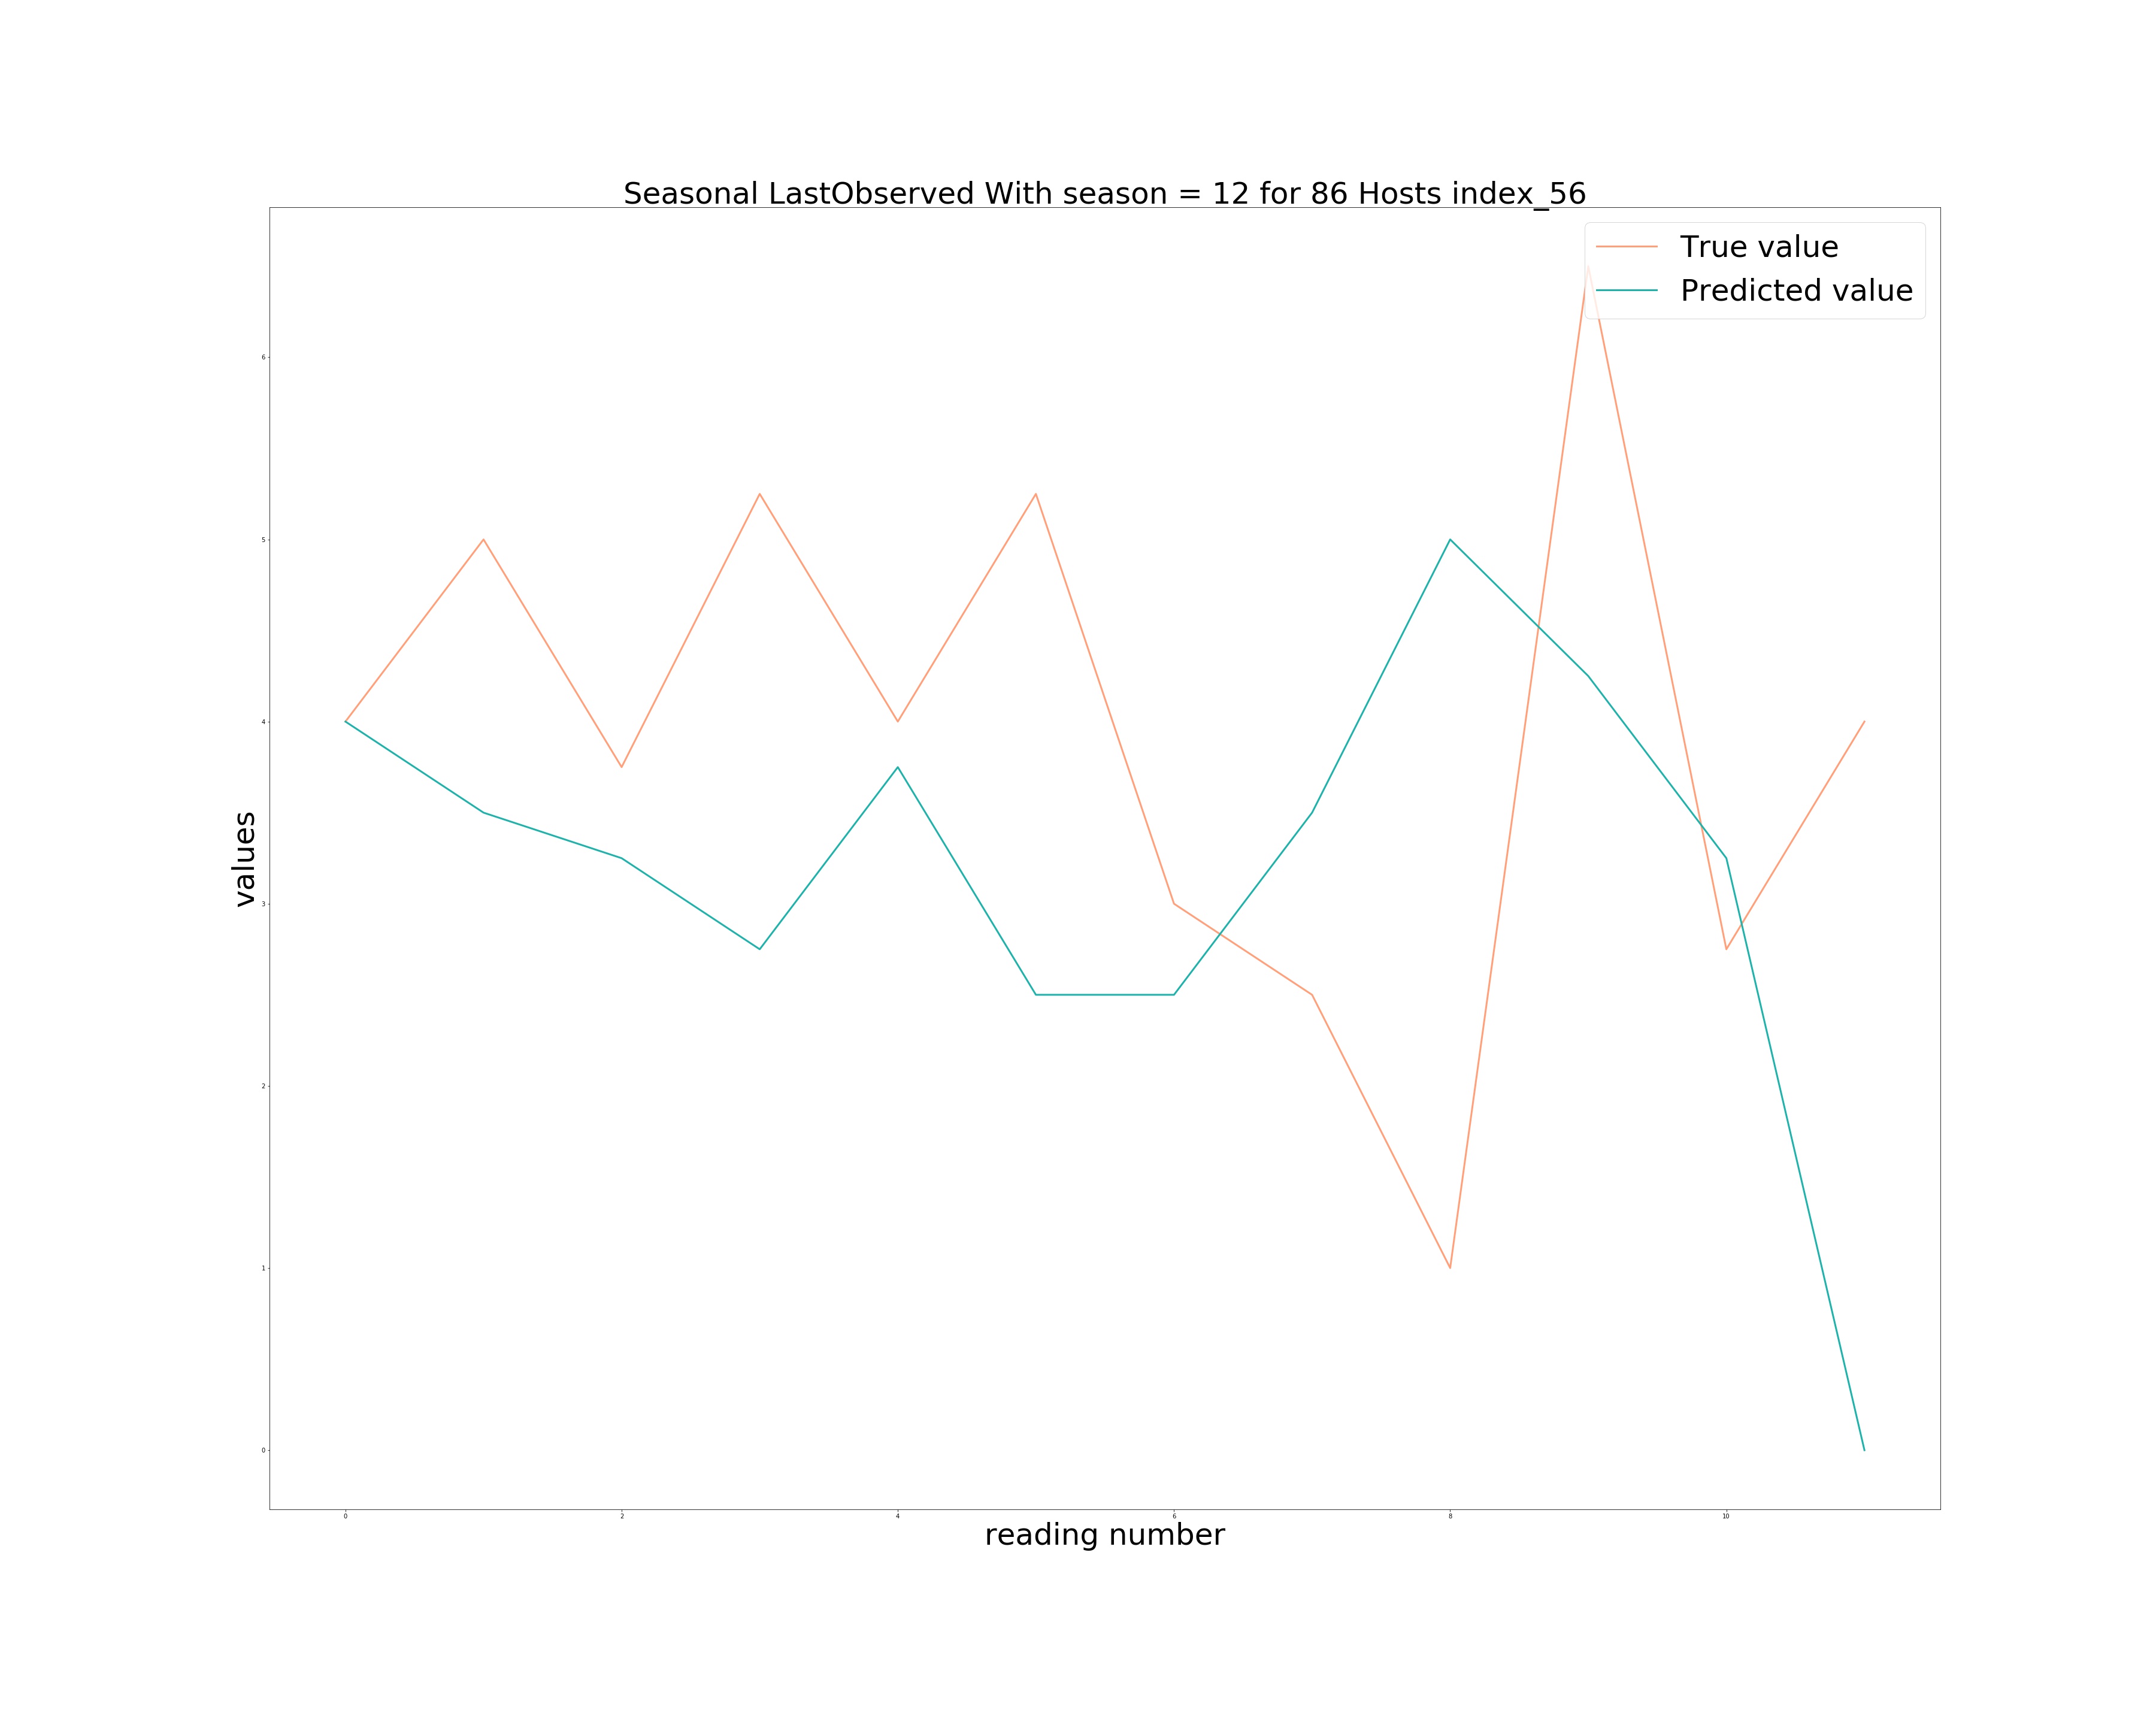 Seasonal LastObserved With season = 12 for 86 Hosts index_56
True value
Predicted value
6
5
4
3
2
1
0
values
0 2 4 6 8 10
reading number